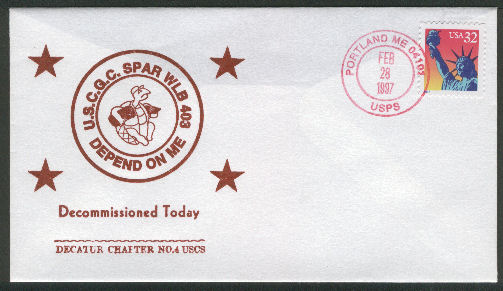 U.S.C.G.C. SPAR WLB 403
DEPEND ON ME
Decommissioned Today
DECATUR CHAPTER NO.4 USCS
PORTLAND ME 04102
FEB
28
1997
USPS
USA 32